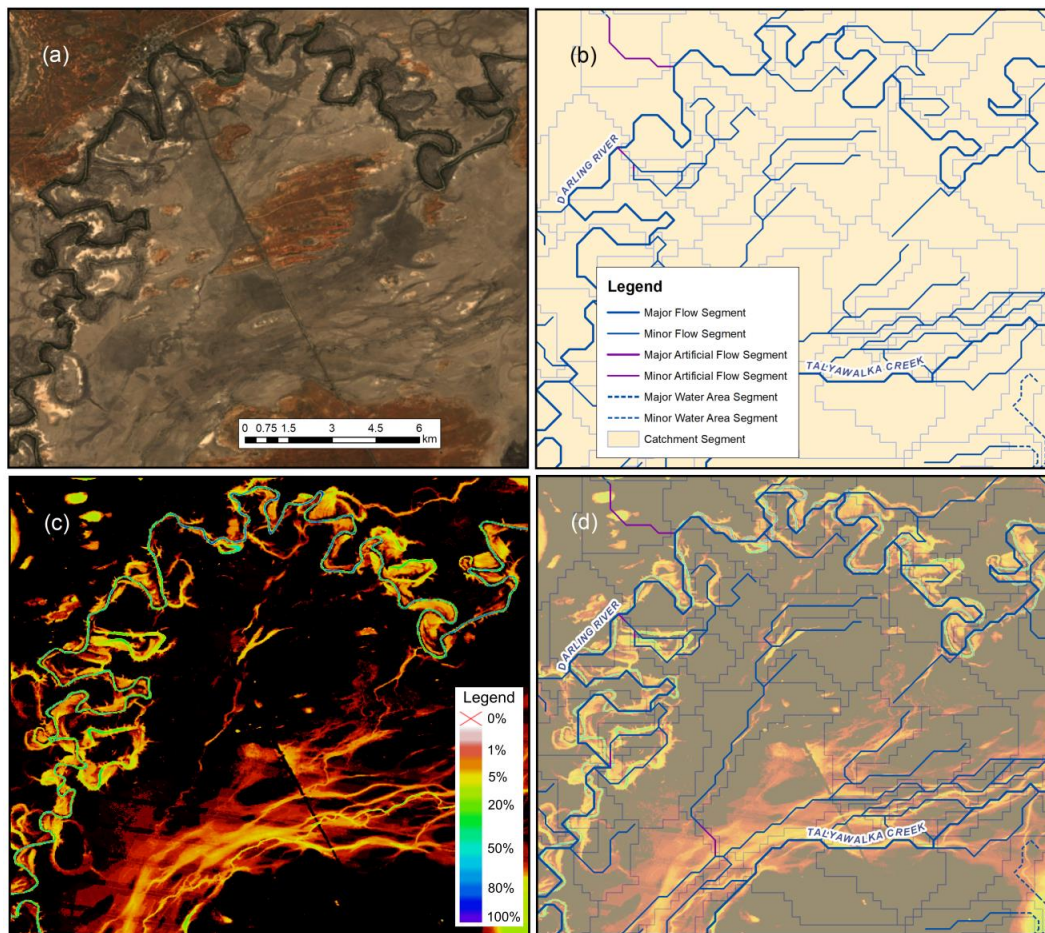 (a)
0 0.75 1.5 3 4.5 6
km
(b)
DARLING RIVER
Legend
Major Flow Segment
Minor Flow Segment
Major Artificial Flow Segment
Minor Artificial Flow Segment
Major Water Area Segment
Minor Water Area Segment
Catchment Segment
TALYAWALKA CREEK
(c)
Legend
0%
1%
5%
20%
50%
80%
100%
(d)
DARLING RIVER
TALYAWALKA CREEK